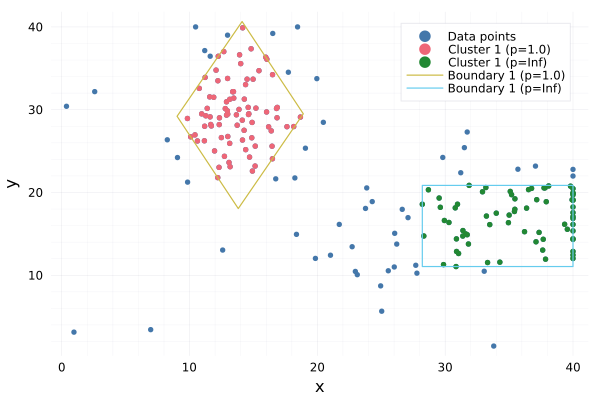 40
30
20
10
y
0
10
20
30
40
x
Data points
Cluster 1 (p=1.0)
Cluster 1 (p=Inf)
Boundary 1 (p=1.0)
Boundary 1 (p=Inf)